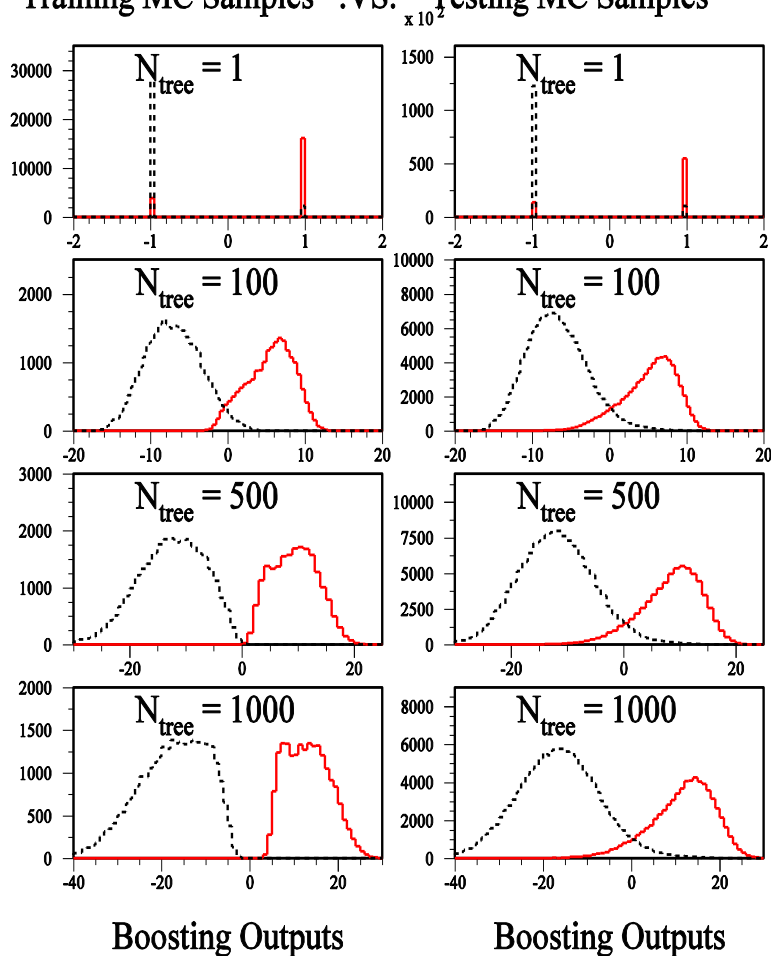 Training MC Samples .VS. Testing MC Samples
x 10^2
N_tree = 1
30000
20000
10000
0
-2 -1 0 1 2
N_tree = 1
1500
1000
500
0
-2 -1 0 1 2
N_tree = 100
2000
1000
0
-20 -10 0 10 20
N_tree = 100
10000
8000
6000
4000
2000
0
-20 -10 0 10 20
N_tree = 500
3000
2000
1000
0
-20 0 20
N_tree = 500
10000
7500
5000
2500
0
-20 0 20
N_tree = 1000
2000
1500
1000
500
0
-40 -20 0 20
N_tree = 1000
8000
6000
4000
2000
0
-40 -20 0 20
Boosting Outputs Boosting Outputs